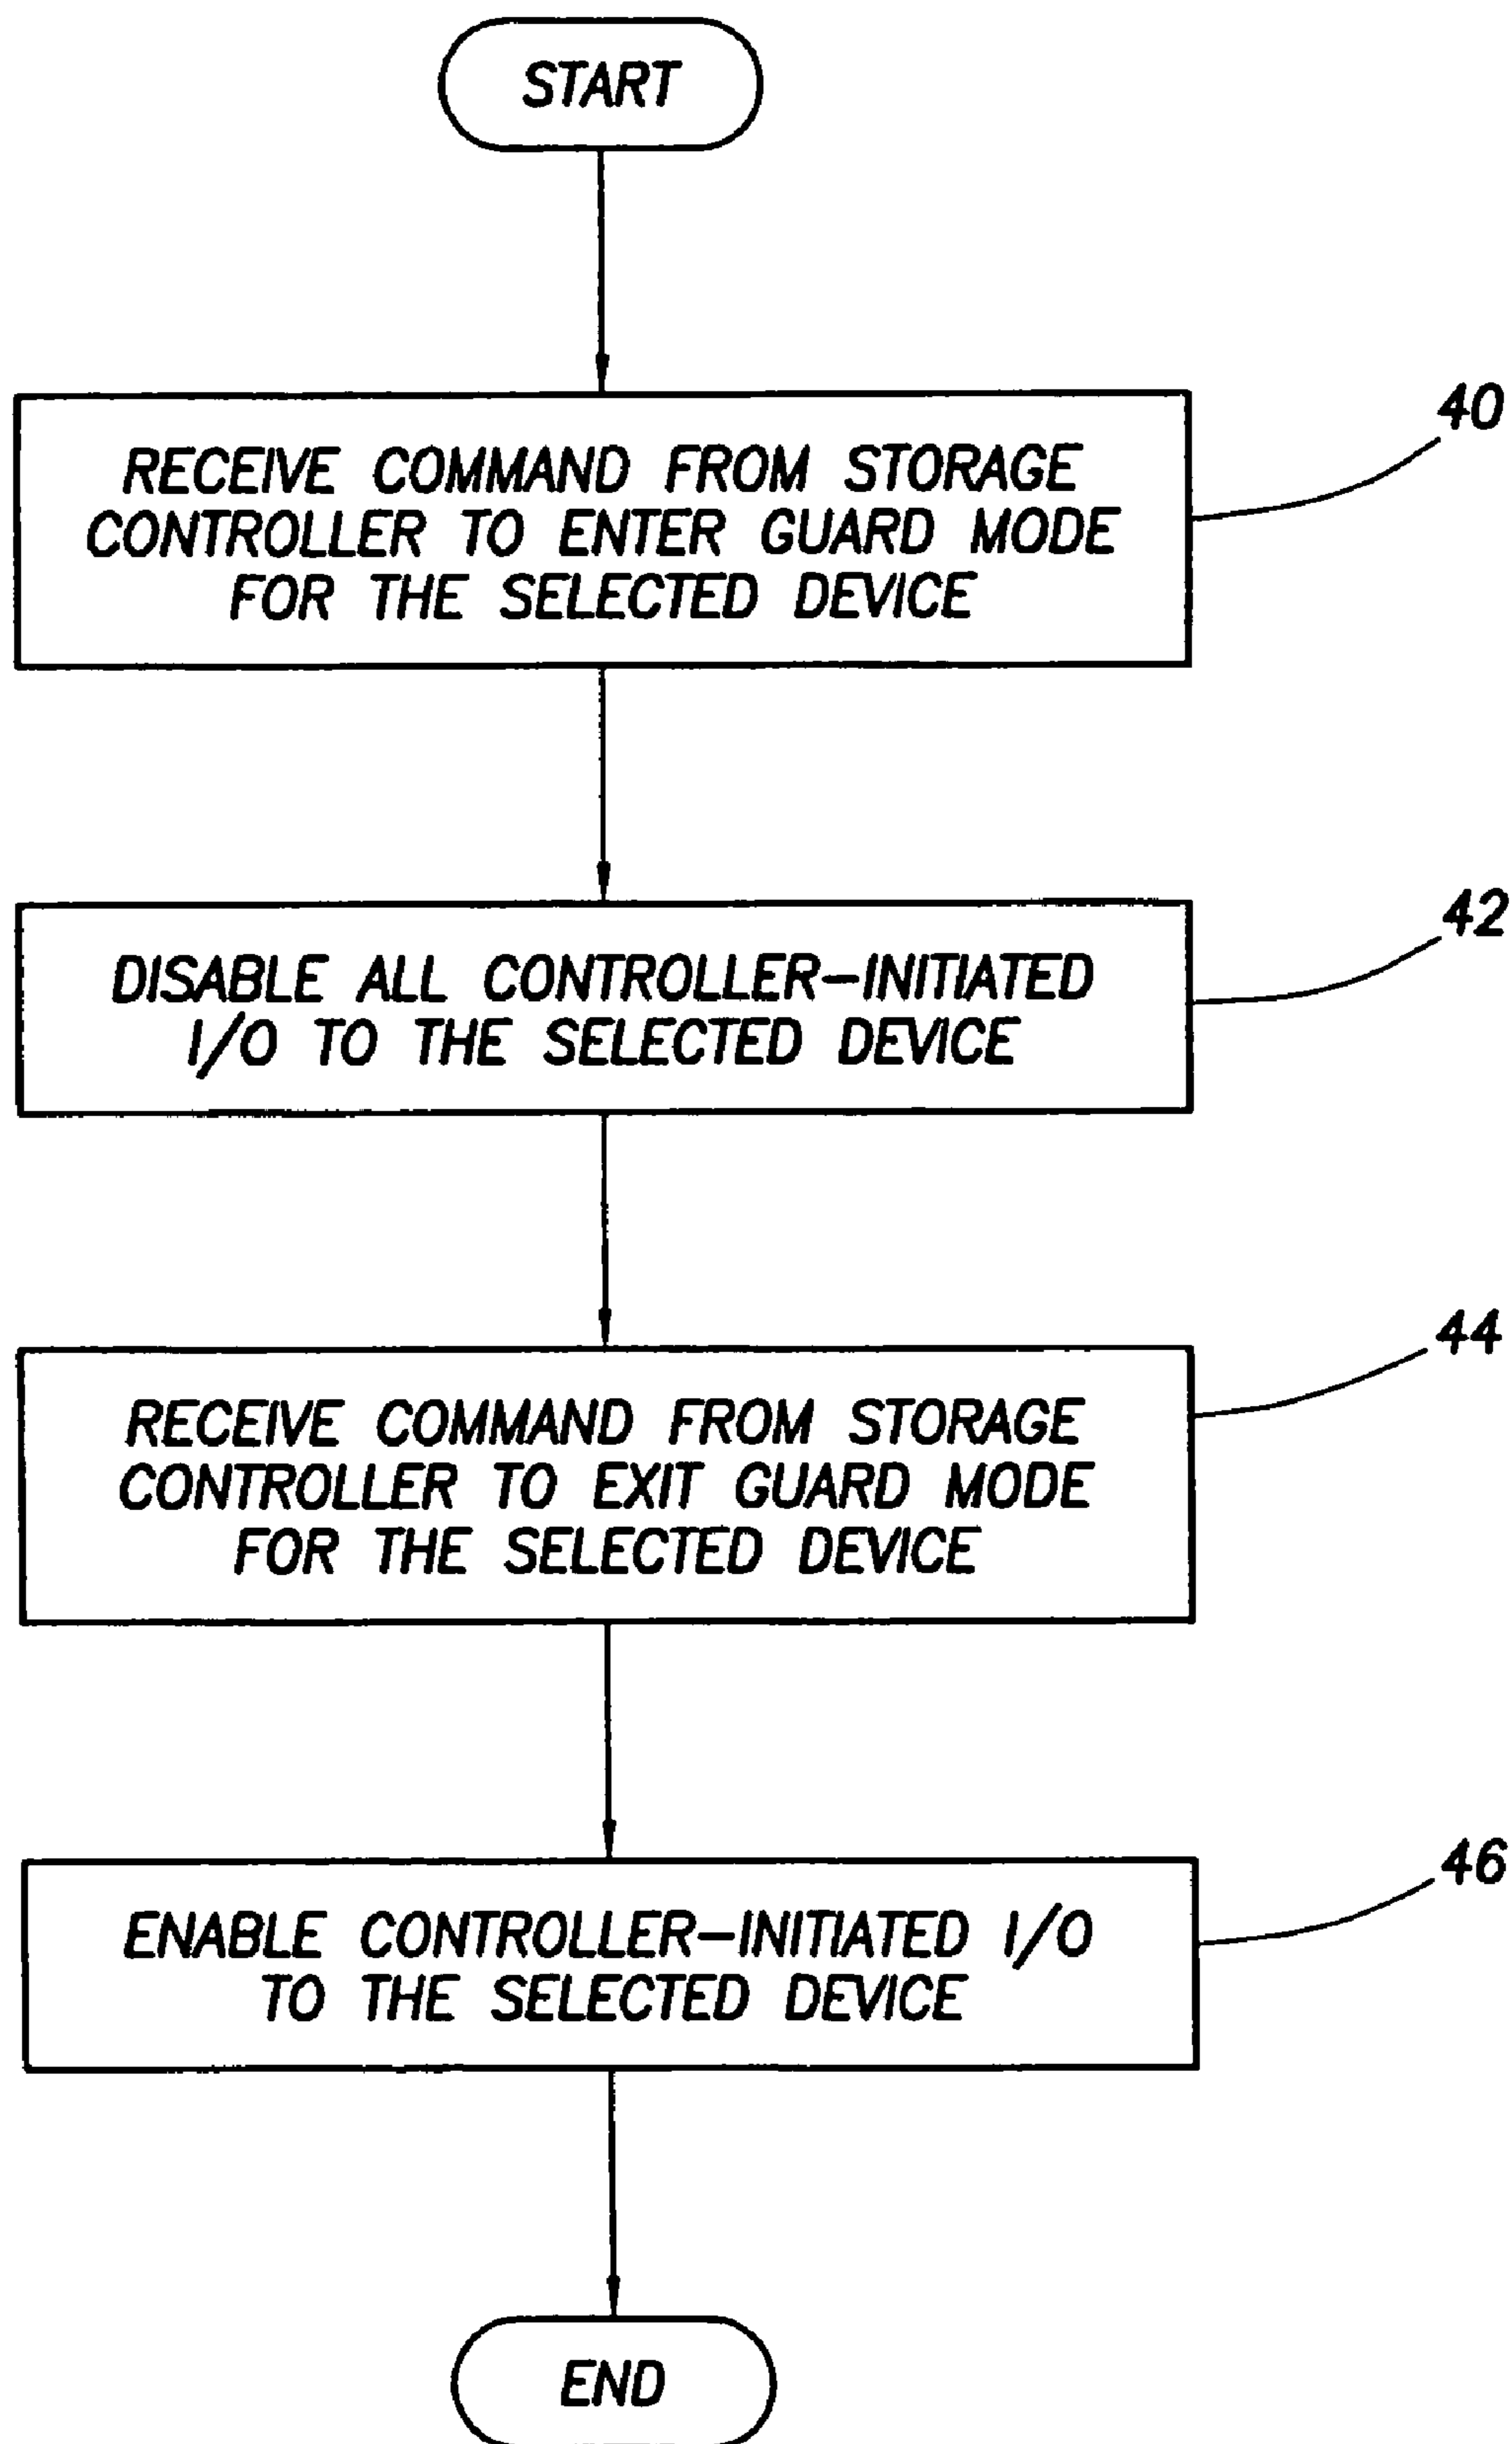 START
40
RECEIVE COMMAND FROM STORAGE
CONTROLLER TO ENTER GUARD MODE
FOR THE SELECTED DEVICE
42
DISABLE ALL CONTROLLER-INITIATED
I/O TO THE SELECTED DEVICE
44
RECEIVE COMMAND FROM STORAGE
CONTROLLER TO EXIT GUARD MODE
FOR THE SELECTED DEVICE
46
ENABLE CONTROLLER-INITIATED I/O
TO THE SELECTED DEVICE
END